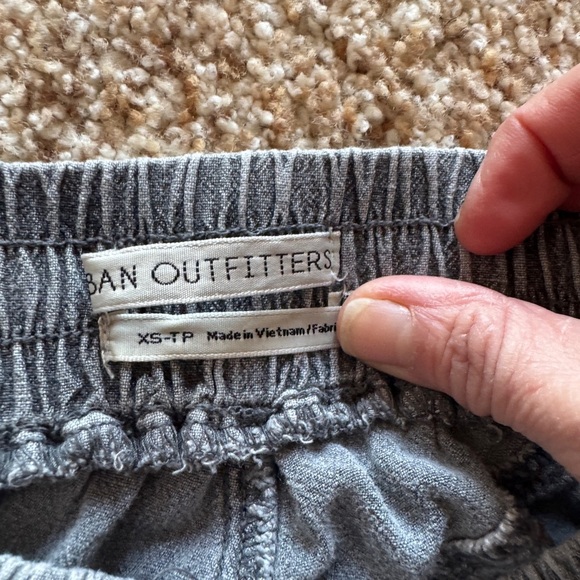 BAN OUTFITTERS
XS-TP Made in Vietnam/Fabri